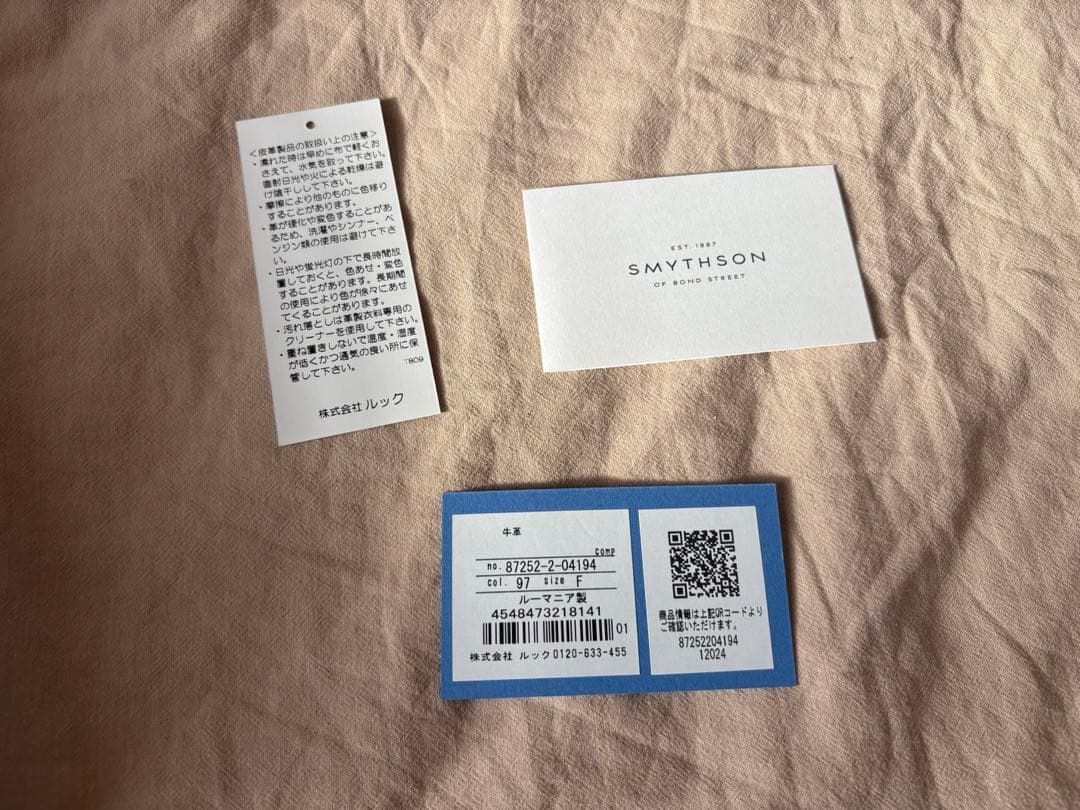 <皮革製品の取扱い上の注意>
・濡れた時は早めに布で軽くお
さえて、水気を取って下さい。
直射日光や火による乾燥は避
け陰干しして下さい。
・摩擦により他のものに色移り
することがあります。
・革が硬化や変色することがあ
るため、洗濯やシンナー、ベ
ンジン類の使用は避けて下さ
い。
・日光や蛍光灯の下で長時間放
置しておくと、色あせ・変色
することがあります。長期間
の使用により色が徐々にあせ
てくることがあります。
・汚れ落としは革製衣料専用の
クリーナーを使用して下さい。
・重ね置きしないで温度・湿度
が低くかつ通気の良い所に保
管して下さい。
T809
株式会社 ルック
EST. 1887
SMYTHSON
OF BOND STREET
牛革
comp
no. 87252-2-04194
col. 97 size F
ルーマニア製
4548473218141
01
株式会社 ルック0120-633-455
商品情報は上記QRコードより
ご確認いただけます。
87252204194
12024